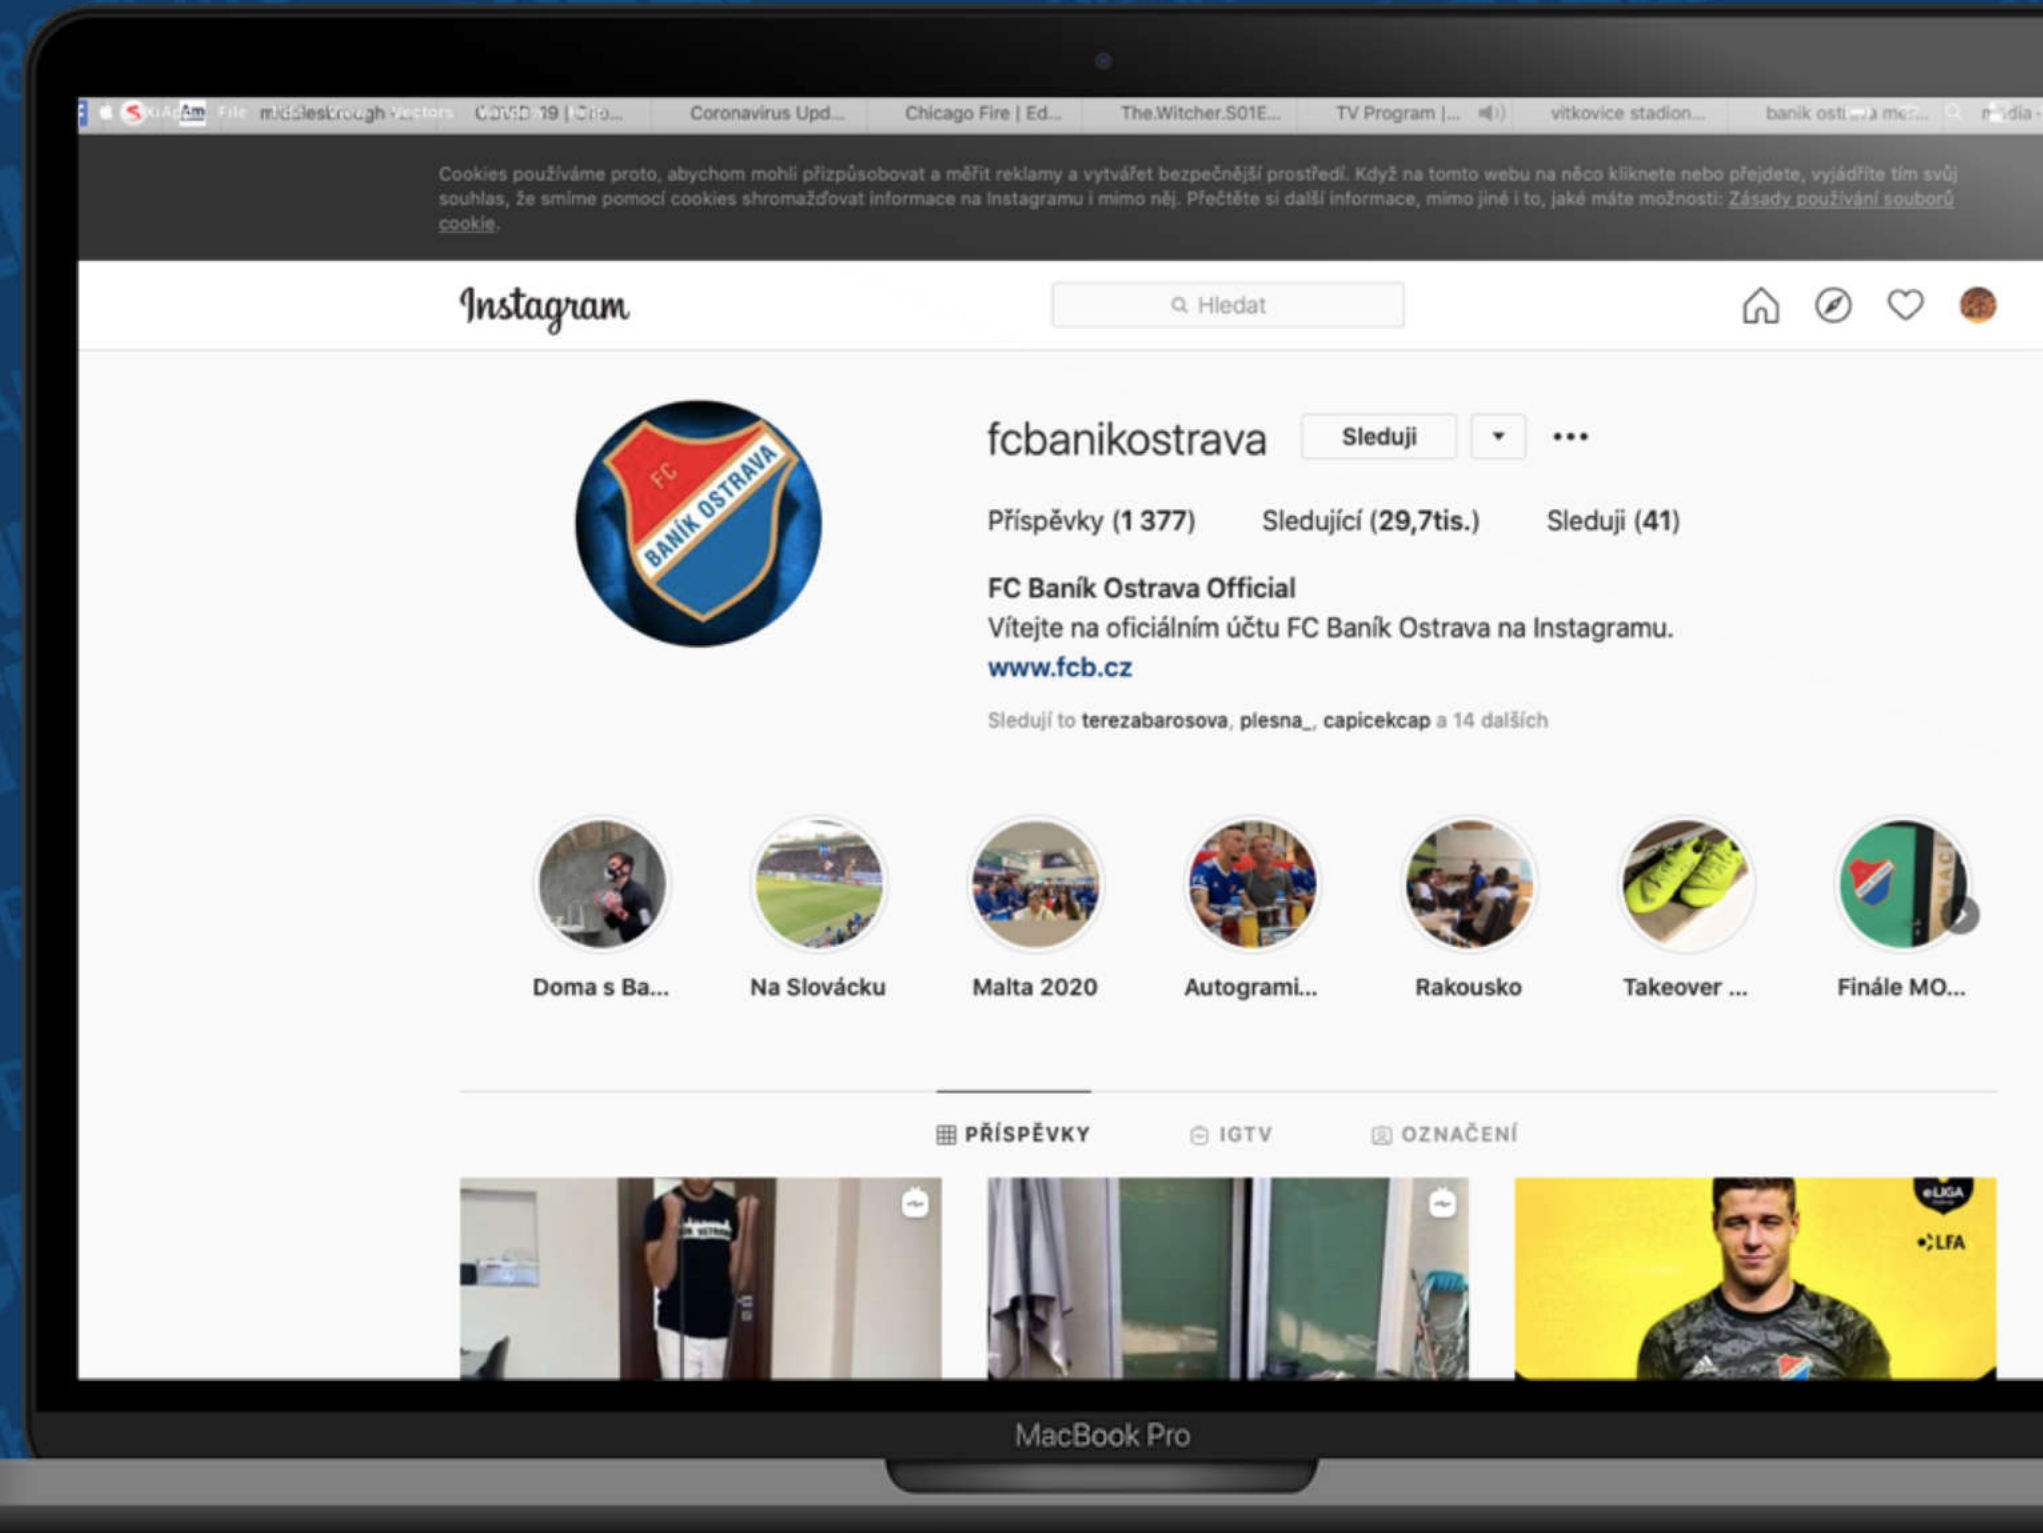 File
Vectors
Coronavirus Upd...
Chicago Fire | Ed...
The.Witcher.S01E...
TV Program |...
vitkovice stadion...
Cookies používáme proto, abychom mohli přizpůsobovat a měřit reklamy a vytvářet bezpečnější prostředí. Když na tomto webu na něco kliknete nebo přejdete, vyjádříte tím svůj
souhlas, že smíme pomocí cookies shromažďovat informace na Instagramu i mimo něj. Přečtěte si další informace, mimo jiné i to, jaké máte možnosti: Zásady používání souborů
cookie.
Instagram
Hledat
FC
BANÍK OSTRAVA
fcbanikostrava
Sleduji
Příspěvky (1 377) Sledující (29,7tis.) Sleduji (41)
FC Baník Ostrava Official
Vítejte na oficiálním účtu FC Baník Ostrava na Instagramu.
www.fcb.cz
Sledují to terezabarosova, plesna_, capicekcap a 14 dalších
Doma s Ba...
Na Slovácku
Malta 2020
Autogrami...
Rakousko
Takeover ...
Finále MO...
PŘÍSPĚVKY
IGTV
OZNAČENÍ
eLIGA
LFA
MacBook Pro